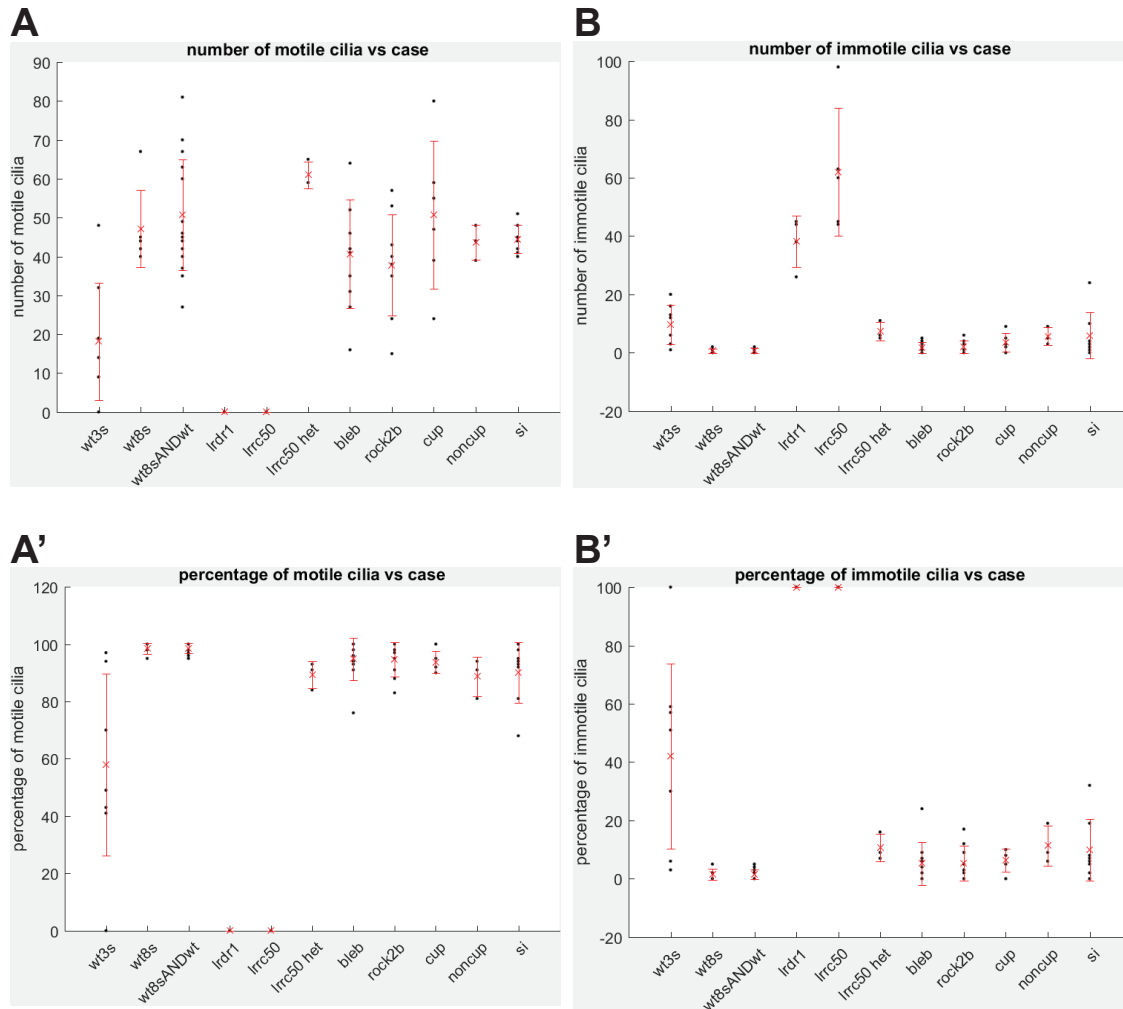 A
number of motile cilia vs case
90
80
70
60
50
40
30
20
10
0
number of motile cilia
wt3s
wt8s
wt8sANDwt
lrdr1
lrrc50
lrrc50 het
bleb
rock2b
cup
noncup
si
B
number of immotile cilia vs case
100
80
60
40
20
0
-20
number of immotile cilia
wt3s
wt8s
wt8sANDwt
lrdr1
lrrc50
lrrc50 het
bleb
rock2b
cup
noncup
si
A’
percentage of motile cilia vs case
120
100
80
60
40
20
0
percentage of motile cilia
wt3s
wt8s
wt8sANDwt
lrdr1
lrrc50
lrrc50 het
bleb
rock2b
cup
noncup
si
B’
percentage of immotile cilia vs case
100
80
60
40
20
0
-20
percentage of immotile cilia
wt3s
wt8s
wt8sANDwt
lrdr1
lrrc50
lrrc50 het
bleb
rock2b
cup
noncup
si